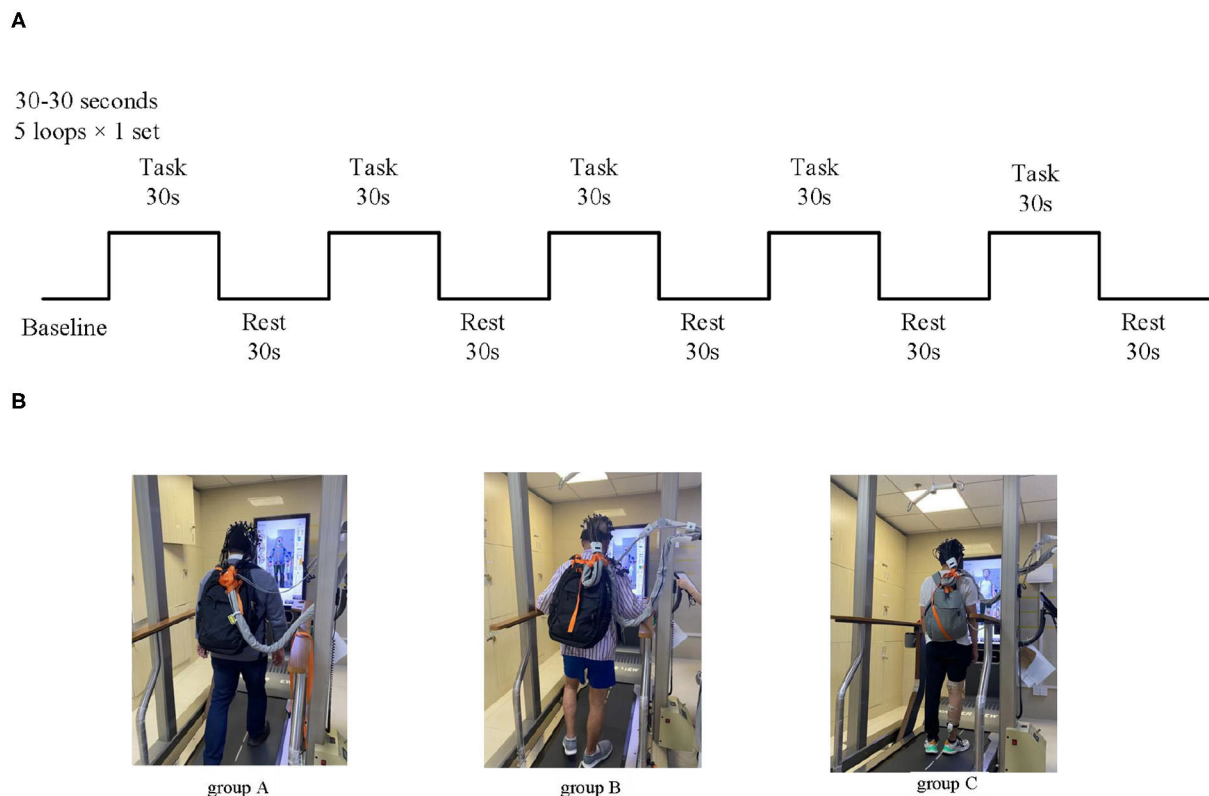 A
30-30 seconds
5 loops × 1 set
Task
30s
Task
30s
Task
30s
Task
30s
Task
30s
Baseline
Rest
30s
Rest
30s
Rest
30s
Rest
30s
Rest
30s
B
group A
group B
group C